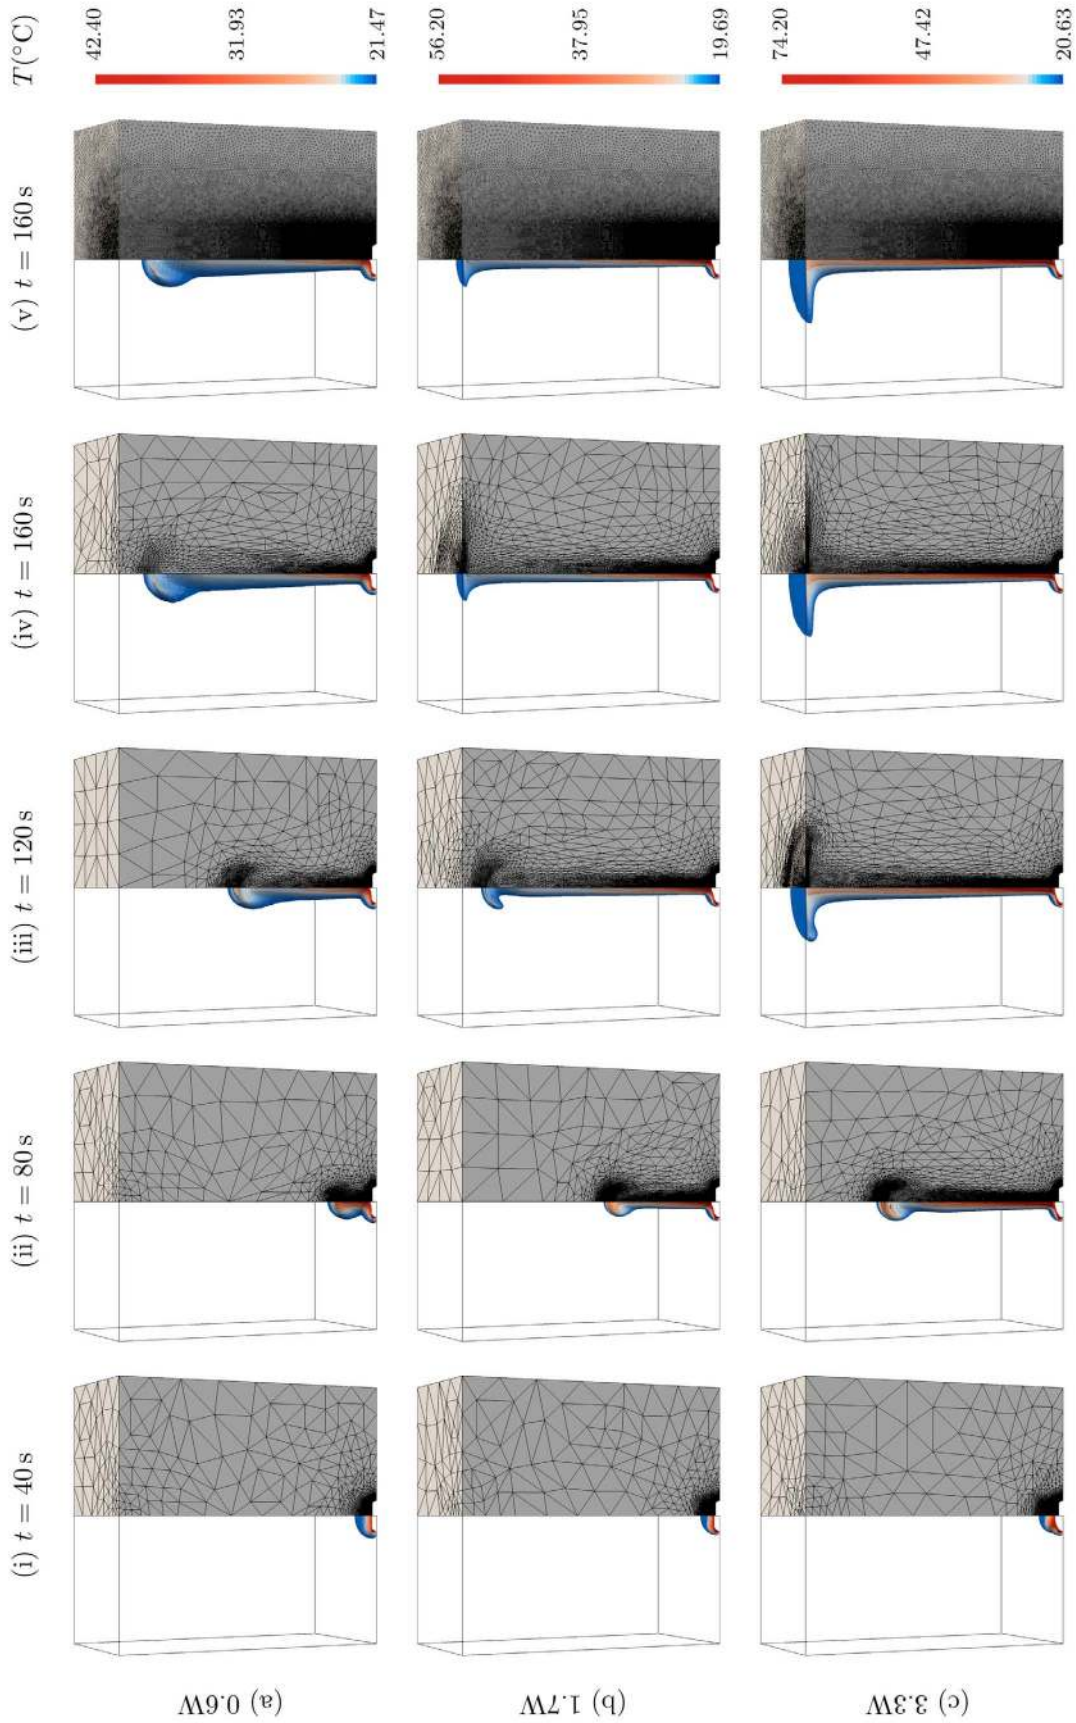 (i) t = 40 s
(ii) t = 80 s
(iii) t = 120 s
(iv) t = 160 s
(v) t = 160 s
T(°C)
(a) 0.6W
42.40
31.93
21.47
(b) 1.7W
56.20
37.95
19.69
(c) 3.3W
74.20
47.42
20.63